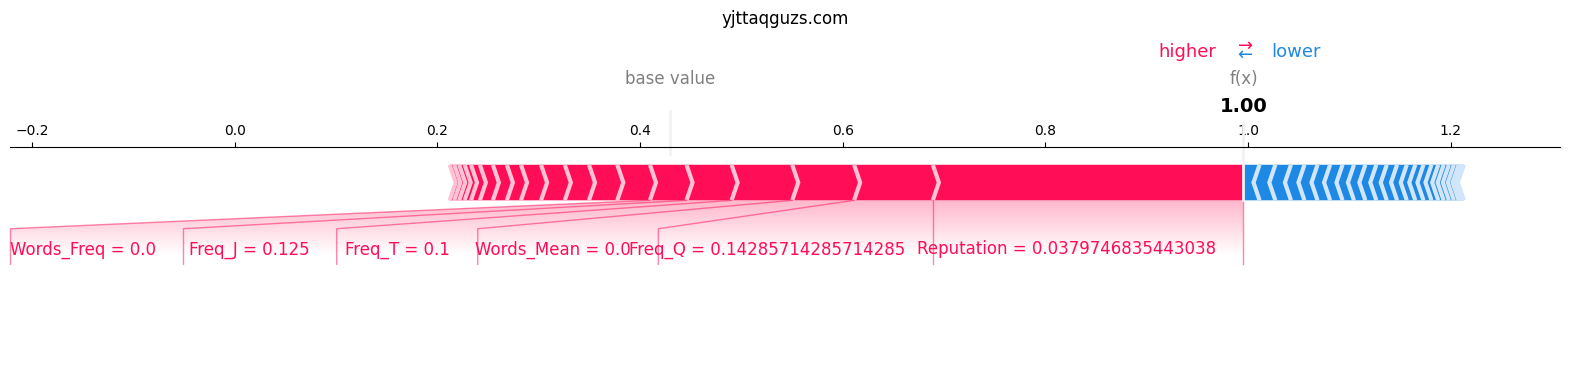 yjttaqguzs.com
higher ⇄ lower
base value f(x)
1.00
−0.2 0.0 0.2 0.4 0.6 0.8 1.0 1.2
Words_Freq = 0.0 Freq_J = 0.125 Freq_T = 0.1 Words_Mean = 0.0 Freq_Q = 0.14285714285714285 Reputation = 0.0379746835443038